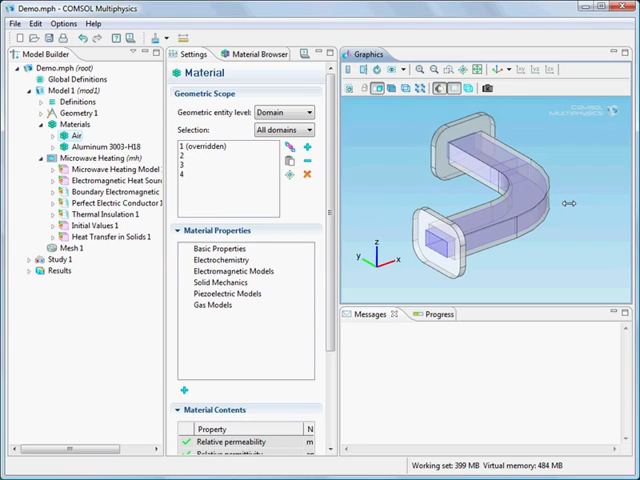 Demo.mph - COMSOL Multiphysics
File Edit Options Help
Model Builder
Demo.mph (root)
Global Definitions
Model 1 (mod1)
Definitions
Geometry 1
Materials
Air
Aluminum 3003-H18
Microwave Heating (mh)
Microwave Heating Model
Electromagnetic Heat Sourc
Boundary Electromagnetic
Perfect Electric Conductor 1
Thermal Insulation 1
Initial Values 1
Heat Transfer in Solids 1
Mesh 1
Study 1
Results
Settings Material Browser
Material
Geometric Scope
Geometric entity level: Domain
Selection: All domains
1 (overridden)
2
3
4
Material Properties
Basic Properties
Electrochemistry
Electromagnetic Models
Solid Mechanics
Piezoelectric Models
Gas Models
Material Contents
Property N
Relative permeability m
Relative permittivity
Graphics
COMSOL
MULTIPHYSICS
z
y
x
Messages Progress
Working set: 399 MB Virtual memory: 484 MB